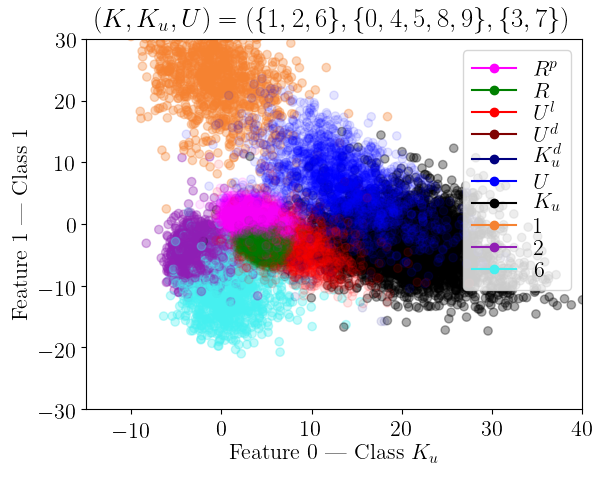 (K, K_u, U) = ({1, 2, 6}, {0, 4, 5, 8, 9}, {3, 7})
30
20
10
0
−10
−20
−30
Feature 1 — Class 1
R^p
R
U^l
U^d
K_u^d
U
K_u
1
2
6
−10
0
10
20
30
40
Feature 0 — Class K_u